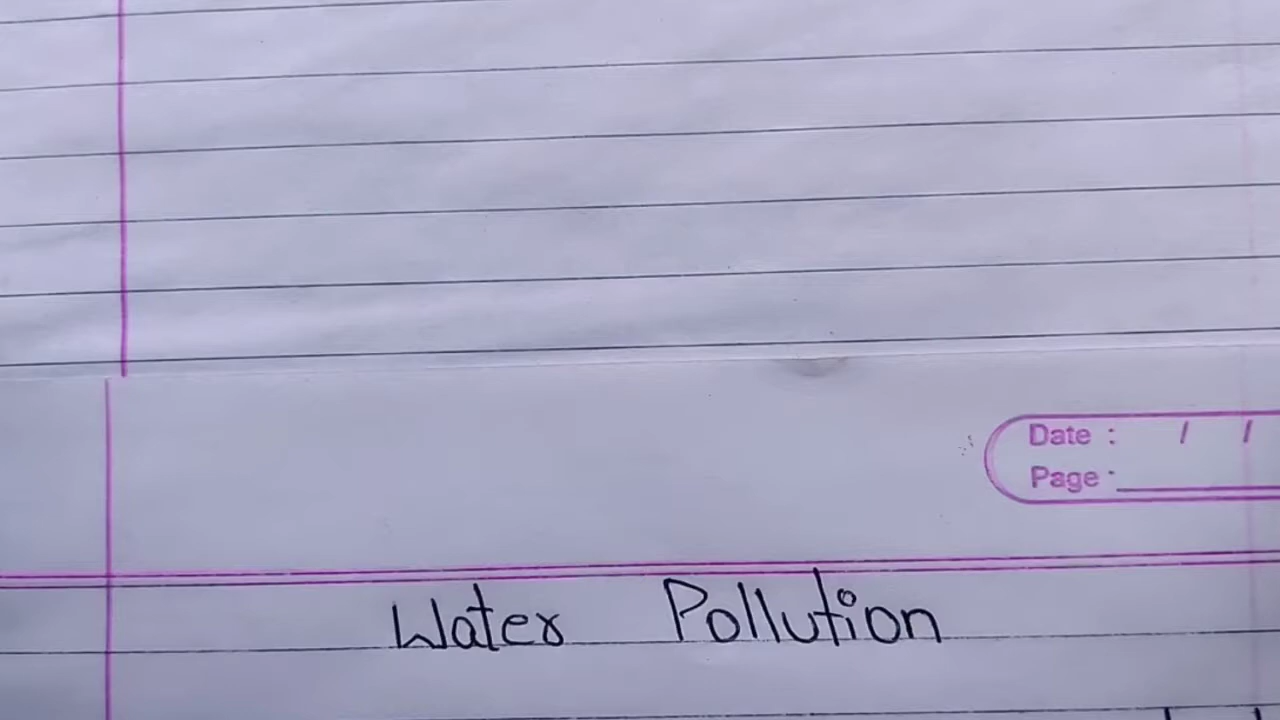 Date : / /
Page :
Water Pollution